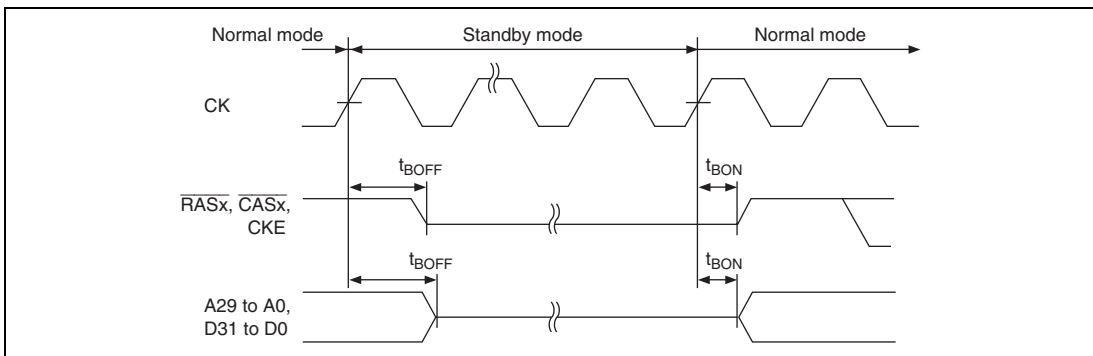 Normal mode Standby mode Normal mode
CK
tBOFF tBON
RASx, CASx,
CKE
tBOFF tBON
A29 to A0,
D31 to D0